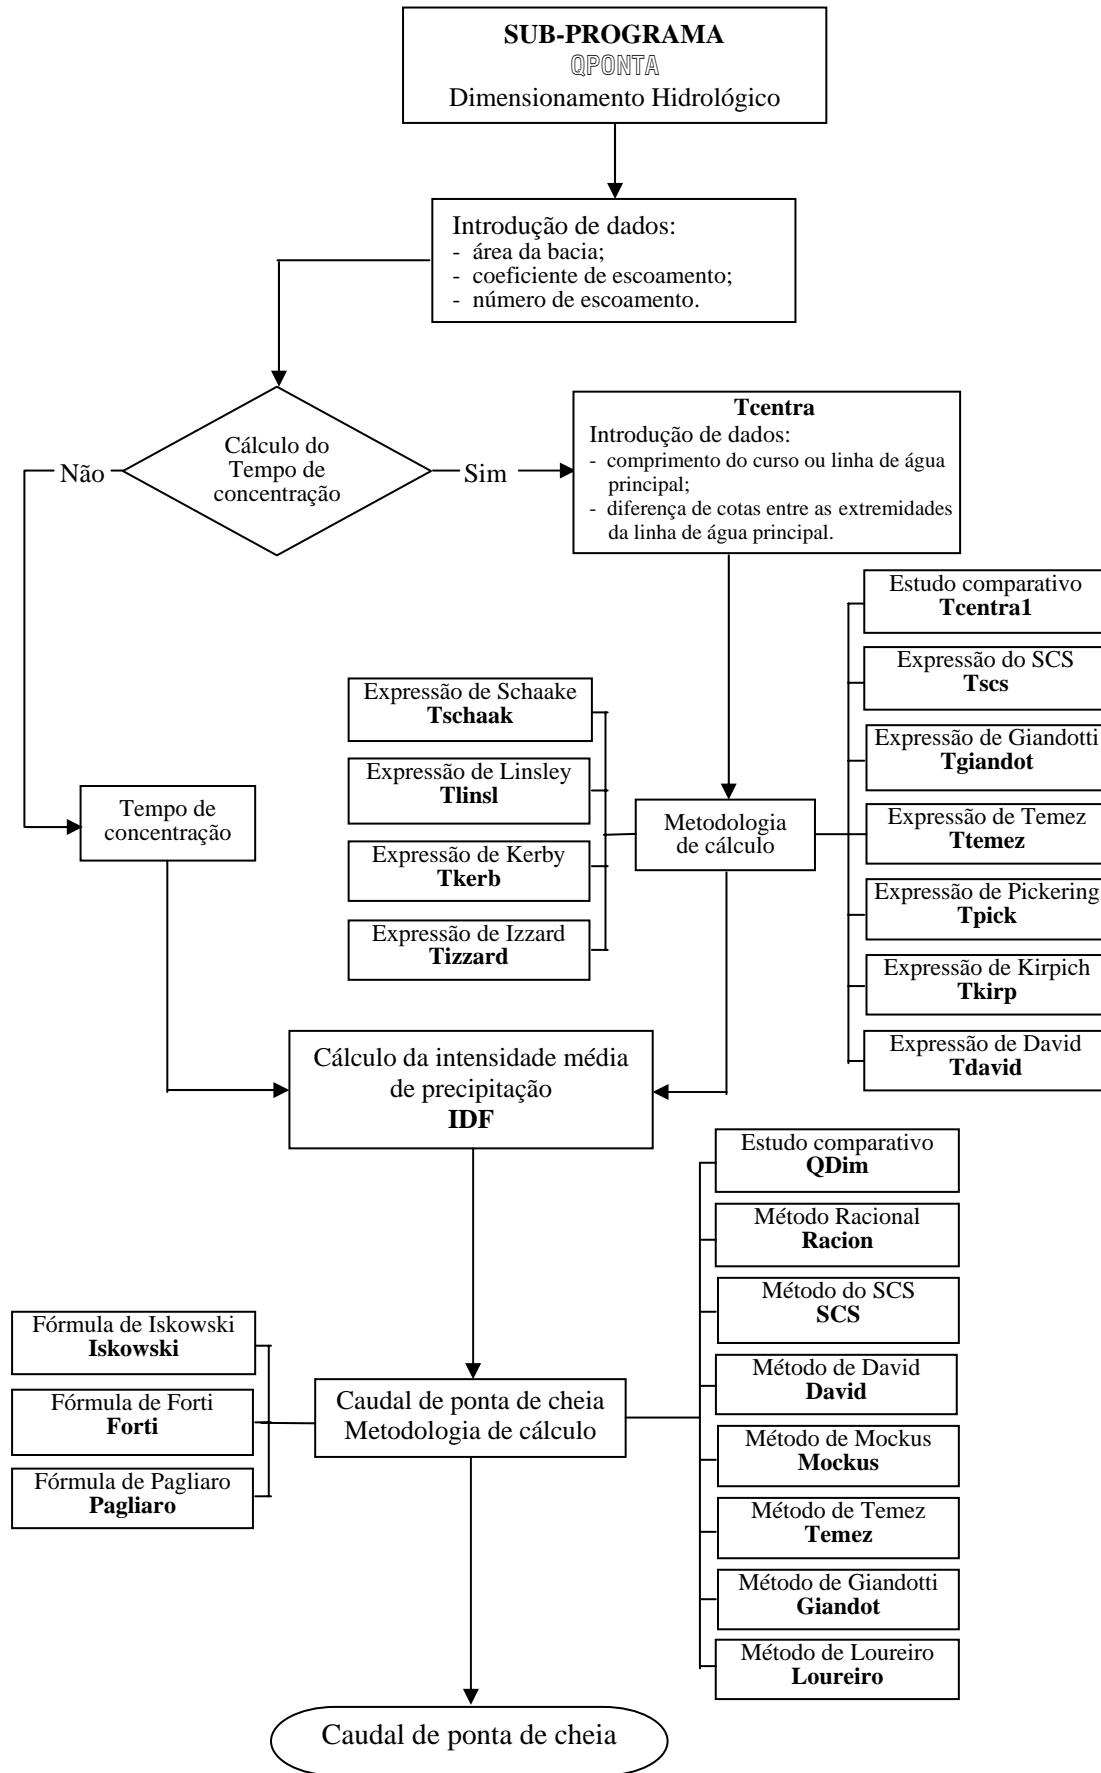 SUB-PROGRAMA
QPONTA
Dimensionamento Hidrológico
Introdução de dados:
- área da bacia;
- coeficiente de escoamento;
- número de escoamento.
Cálculo do
Tempo de
concentração
Não
Sim
Tcentra
Introdução de dados:
- comprimento do curso ou linha de água
principal;
- diferença de cotas entre as extremidades
da linha de água principal.
Estudo comparativo
Tcentra1
Expressão do SCS
Tscs
Expressão de Giandotti
Tgiandot
Expressão de Temez
Ttemez
Expressão de Pickering
Tpick
Expressão de Kirpich
Tkirp
Expressão de David
Tdavid
Expressão de Schaake
Tschaak
Expressão de Linsley
Tlinsl
Expressão de Kerby
Tkerb
Expressão de Izzard
Tizzard
Metodologia
de cálculo
Tempo de
concentração
Cálculo da intensidade média
de precipitação
IDF
Estudo comparativo
QDim
Método Racional
Racion
Método do SCS
SCS
Método de David
David
Método de Mockus
Mockus
Método de Temez
Temez
Método de Giandotti
Giandot
Método de Loureiro
Loureiro
Fórmula de Iskowski
Iskowski
Fórmula de Forti
Forti
Fórmula de Pagliaro
Pagliaro
Caudal de ponta de cheia
Metodologia de cálculo
Caudal de ponta de cheia